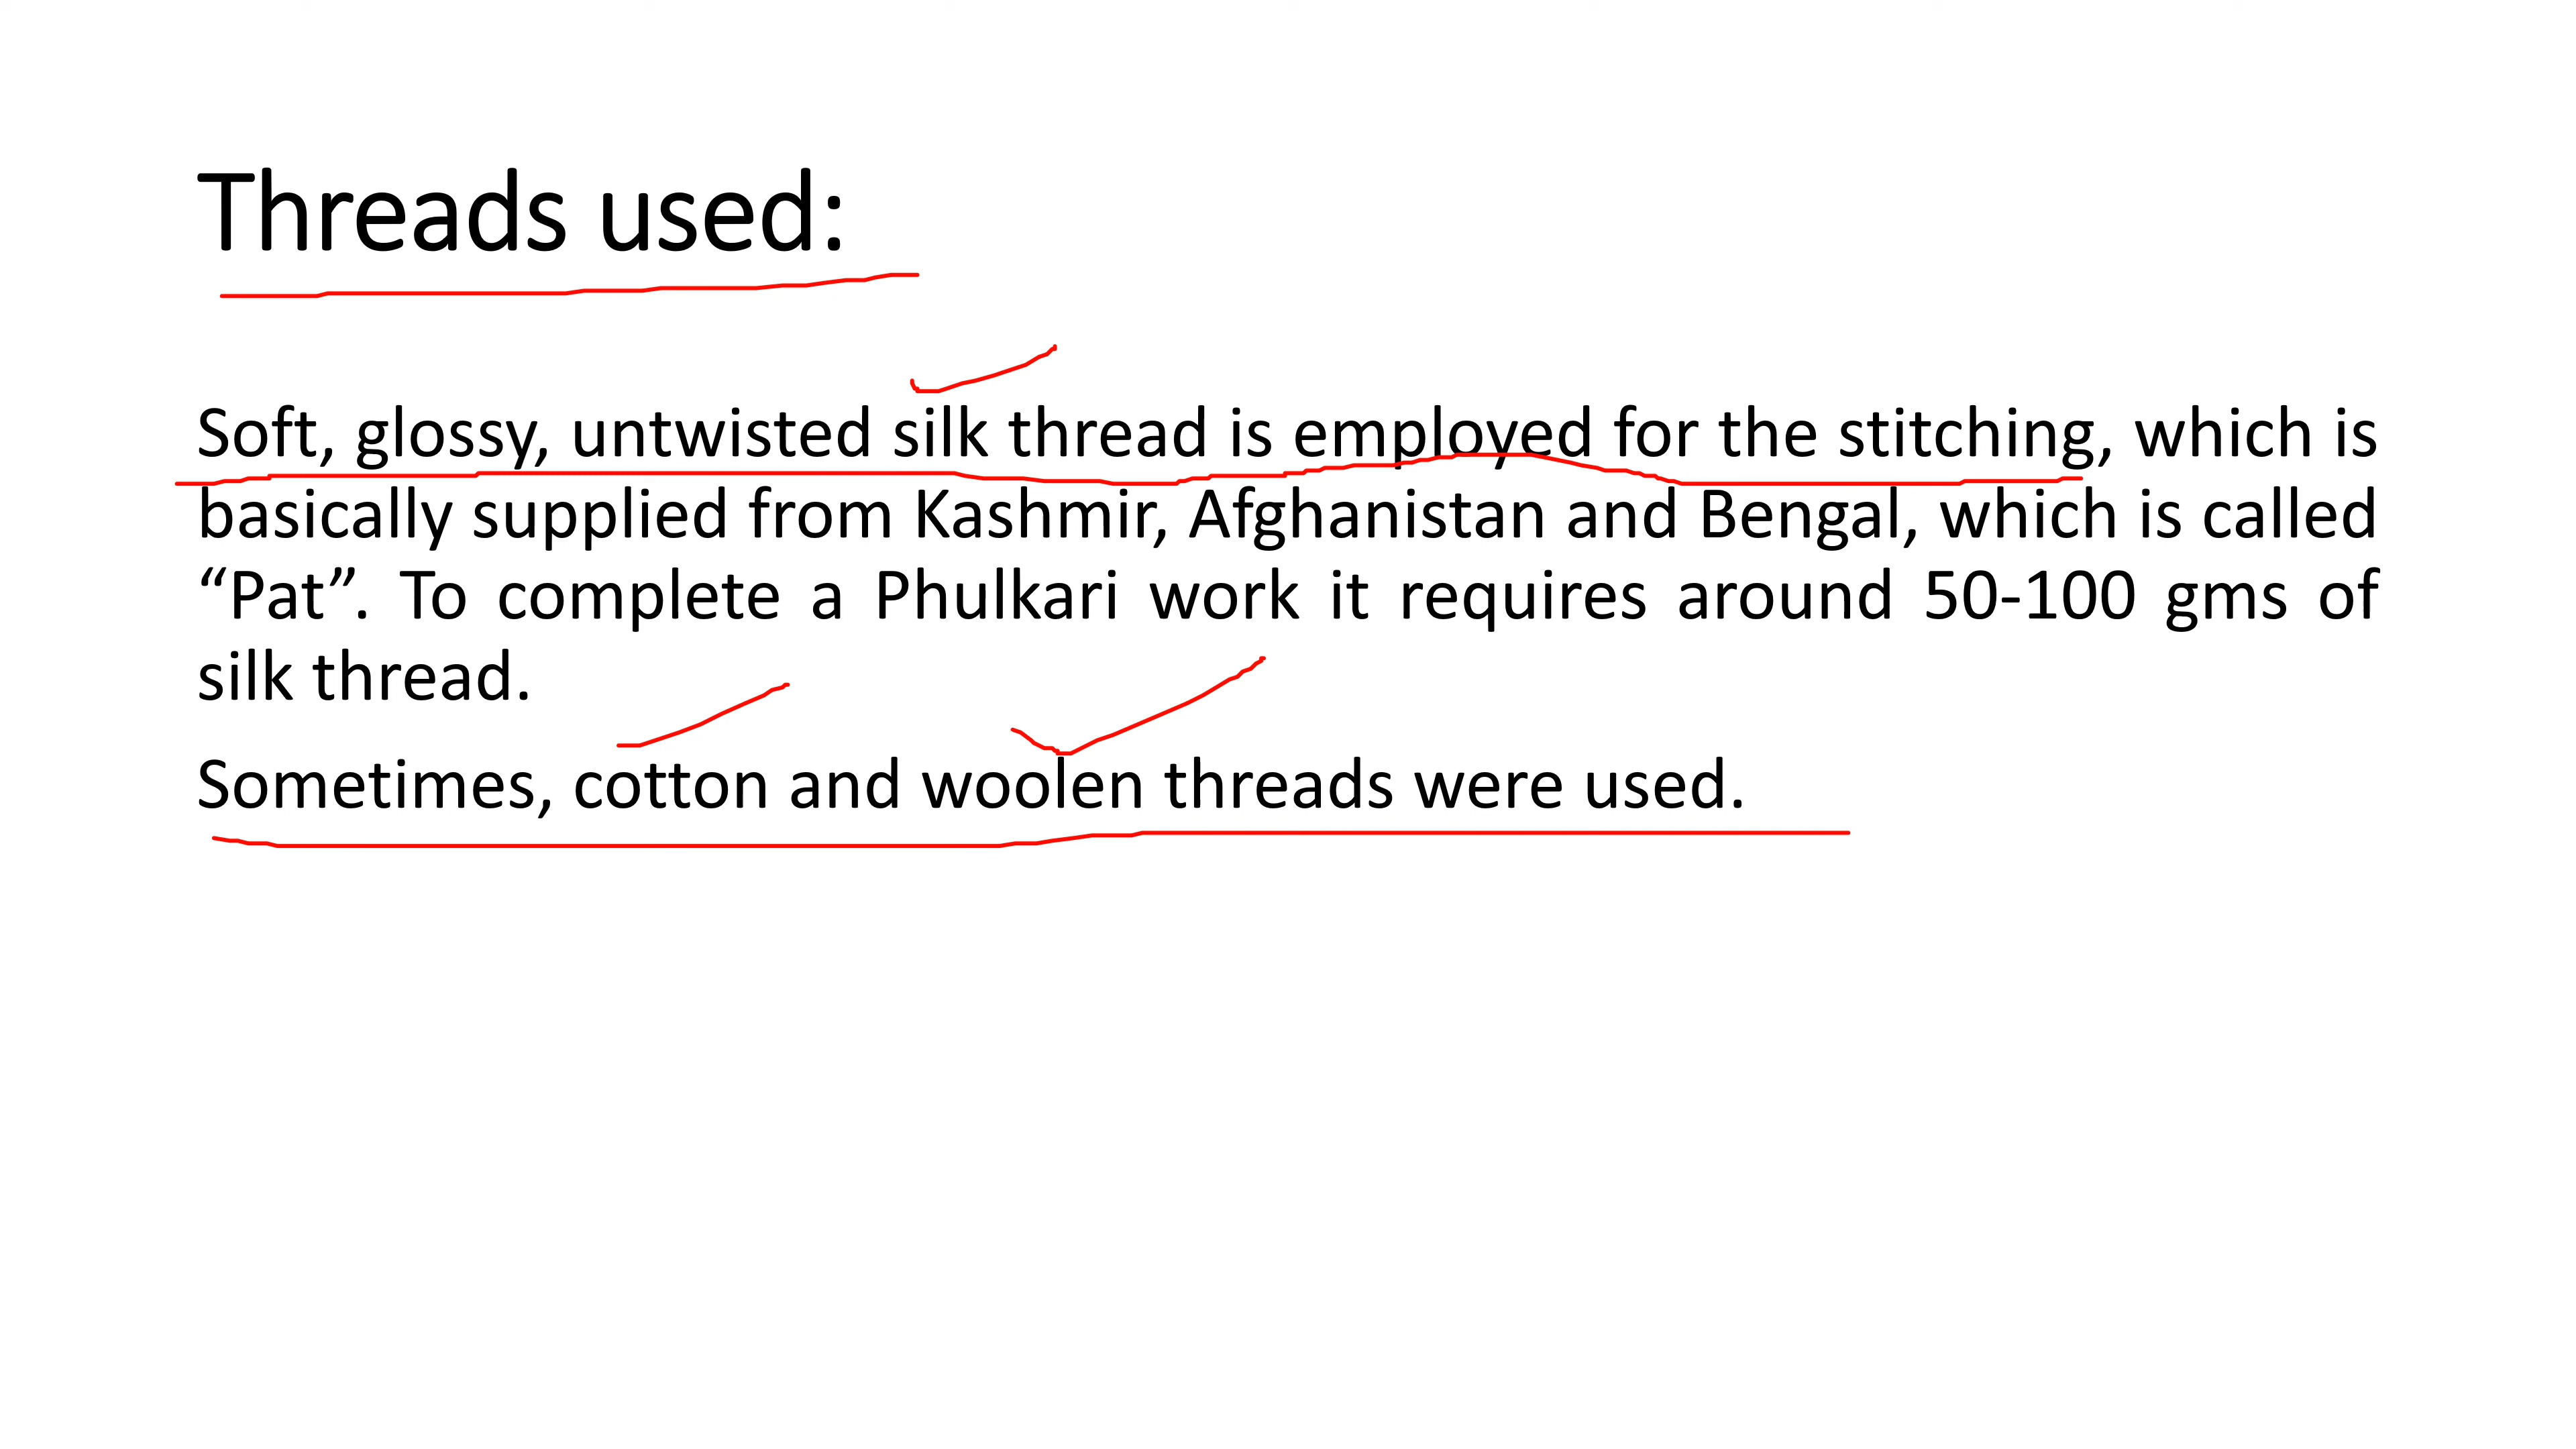 Threads used:
Soft, glossy, untwisted silk thread is employed for the stitching, which is
basically supplied from Kashmir, Afghanistan and Bengal, which is called
“Pat”. To complete a Phulkari work it requires around 50-100 gms of
silk thread.
Sometimes, cotton and woolen threads were used.